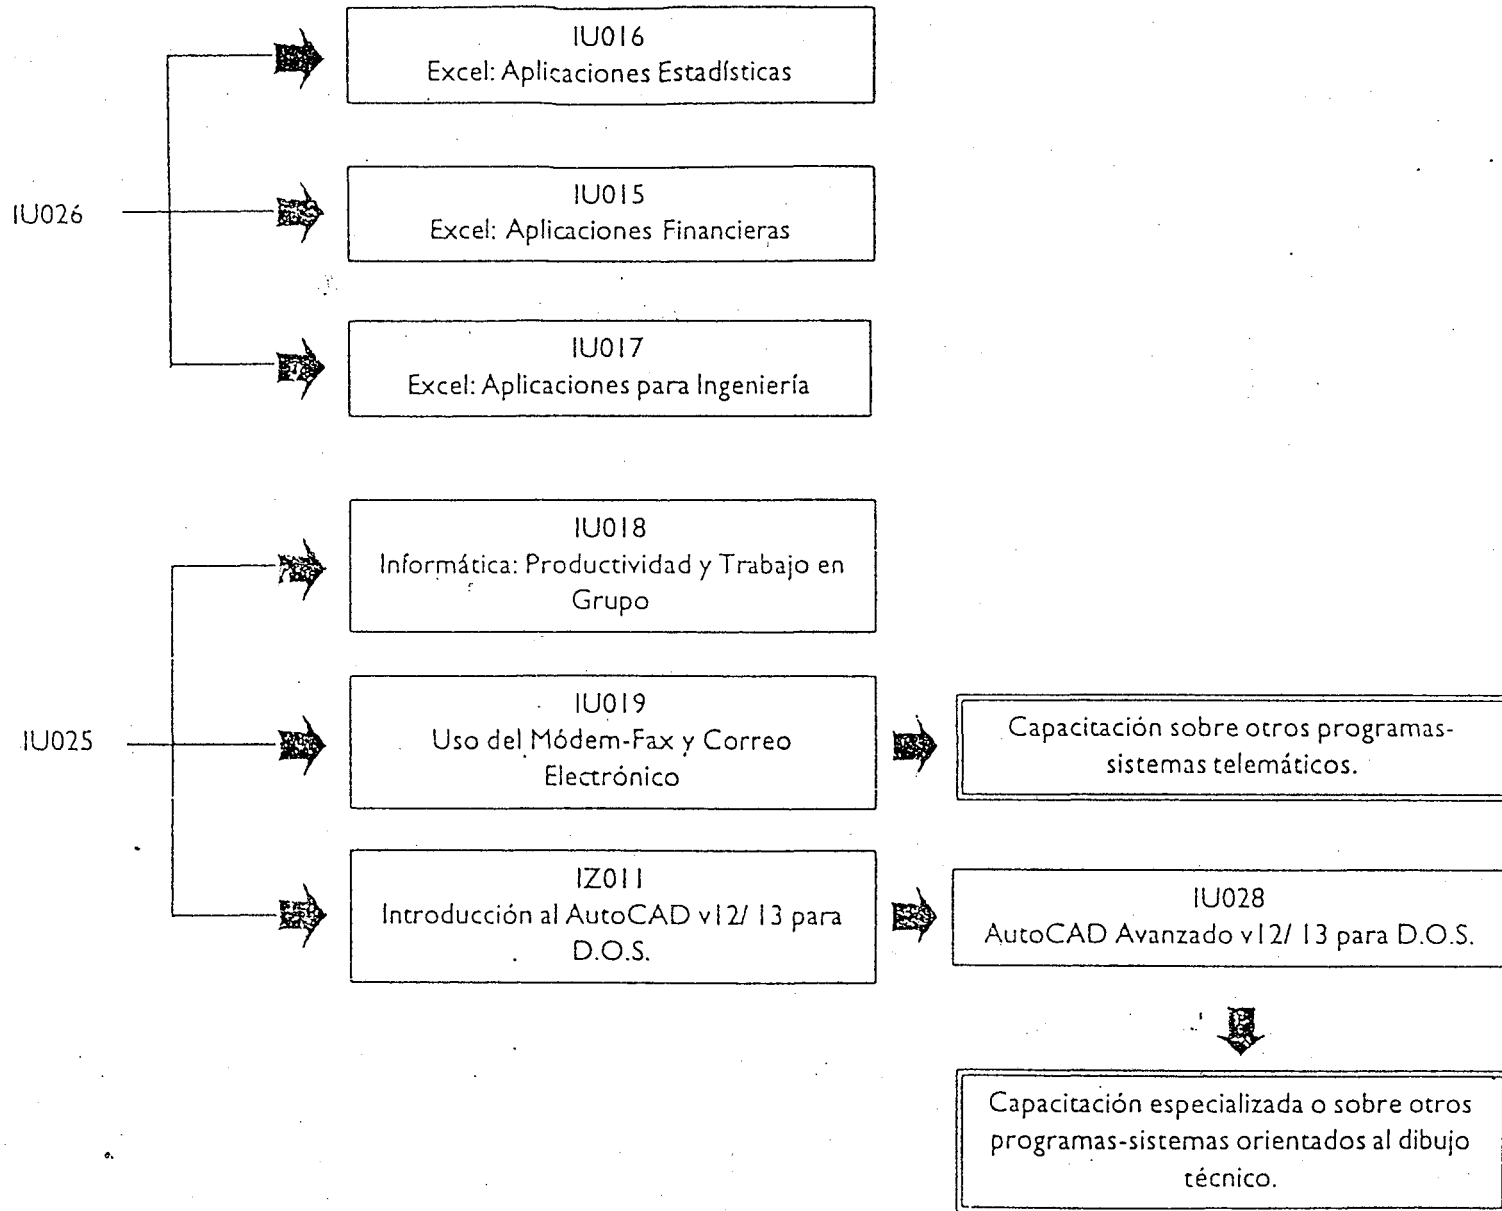 IU016
Excel: Aplicaciones Estadísticas
IU026
IU015
Excel: Aplicaciones Financieras
IU017
Excel: Aplicaciones para Ingeniería
IU018
Informática: Productividad y Trabajo en
Grupo
IU025
IU019
Uso del Módem-Fax y Correo
Electrónico
Capacitación sobre otros programas-
sistemas telemáticos.
IZ011
Introducción al AutoCAD v12/ 13 para
D.O.S.
IU028
AutoCAD Avanzado v12/ 13 para D.O.S.
Capacitación especializada o sobre otros
programas-sistemas orientados al dibujo
técnico.